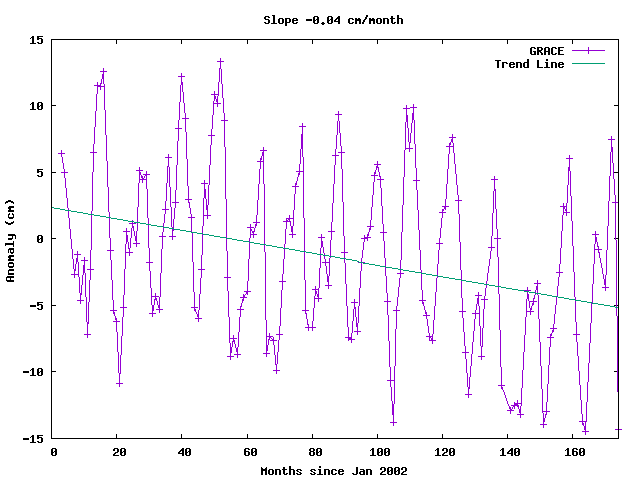 Slope -0.04 cm/month
15
10
5
0
-5
-10
-15
Anomaly (cm)
GRACE
Trend Line
0 20 40 60 80 100 120 140 160
Months since Jan 2002